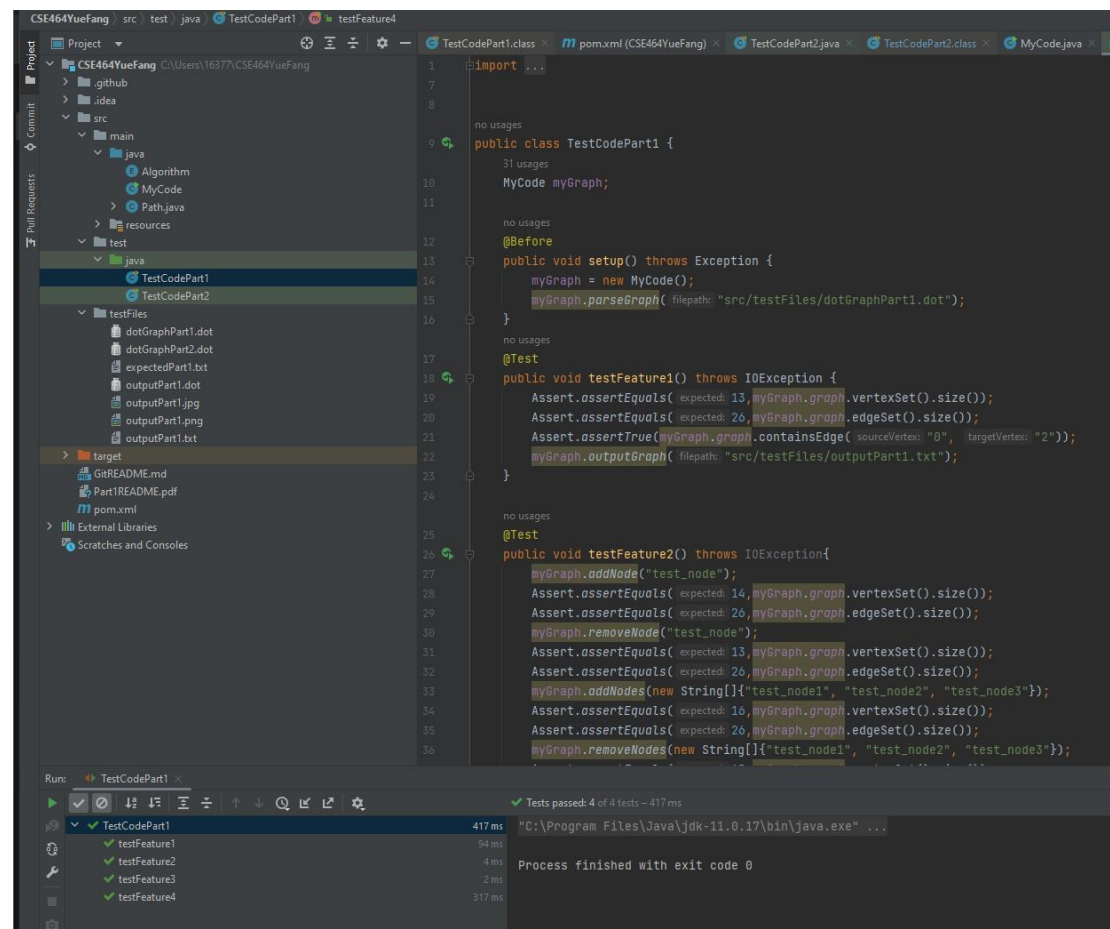 CSE464YueFang > src > test > java > TestCodePart1 > testFeature4
Project
TestCodePart1.class × pom.xml (CSE464YueFang) × TestCodePart2.java × TestCodePart2.class × MyCode.java ×
Project
Commit
Pull Requests
CSE464YueFang C:\Users\16377\CSE464YueFang
.github
.idea
src
main
java
Algorithm
MyCode
Path.java
resources
test
java
TestCodePart1
TestCodePart2
testFiles
dotGraphPart1.dot
dotGraphPart2.dot
expectedPart1.txt
outputPart1.dot
outputPart1.jpg
outputPart1.png
outputPart1.txt
target
GitREADME.md
Part1README.pdf
pom.xml
External Libraries
Scratches and Consoles
1 import ...
7
8
no usages
9 public class TestCodePart1 {
31 usages
10 MyCode myGraph;
11
no usages
12 @Before
13 public void setup() throws Exception {
14 myGraph = new MyCode();
15 myGraph.parseGraph( filepath: "src/testFiles/dotGraphPart1.dot");
16 }
no usages
17 @Test
18 public void testFeature1() throws IOException {
19 Assert.assertEquals( expected: 13,myGraph.graph.vertexSet().size());
20 Assert.assertEquals( expected: 26,myGraph.graph.edgeSet().size());
21 Assert.assertTrue(myGraph.graph.containsEdge( sourceVertex: "0", targetVertex: "2"));
22 myGraph.outputGraph( filepath: "src/testFiles/outputPart1.txt");
23 }
24
no usages
25 @Test
26 public void testFeature2() throws IOException{
27 myGraph.addNode("test_node");
28 Assert.assertEquals( expected: 14,myGraph.graph.vertexSet().size());
29 Assert.assertEquals( expected: 26,myGraph.graph.edgeSet().size());
30 myGraph.removeNode("test_node");
31 Assert.assertEquals( expected: 13,myGraph.graph.vertexSet().size());
32 Assert.assertEquals( expected: 26,myGraph.graph.edgeSet().size());
33 myGraph.addNodes(new String[]{"test_node1", "test_node2", "test_node3"});
34 Assert.assertEquals( expected: 16,myGraph.graph.vertexSet().size());
35 Assert.assertEquals( expected: 26,myGraph.graph.edgeSet().size());
36 myGraph.removeNodes(new String[]{"test_node1", "test_node2", "test_node3"});
Run: TestCodePart1 ×
Tests passed: 4 of 4 tests – 417 ms
TestCodePart1 417 ms
testFeature1 94 ms
testFeature2 4 ms
testFeature3 2 ms
testFeature4 317 ms
"C:\Program Files\Java\jdk-11.0.17\bin\java.exe" ...
Process finished with exit code 0